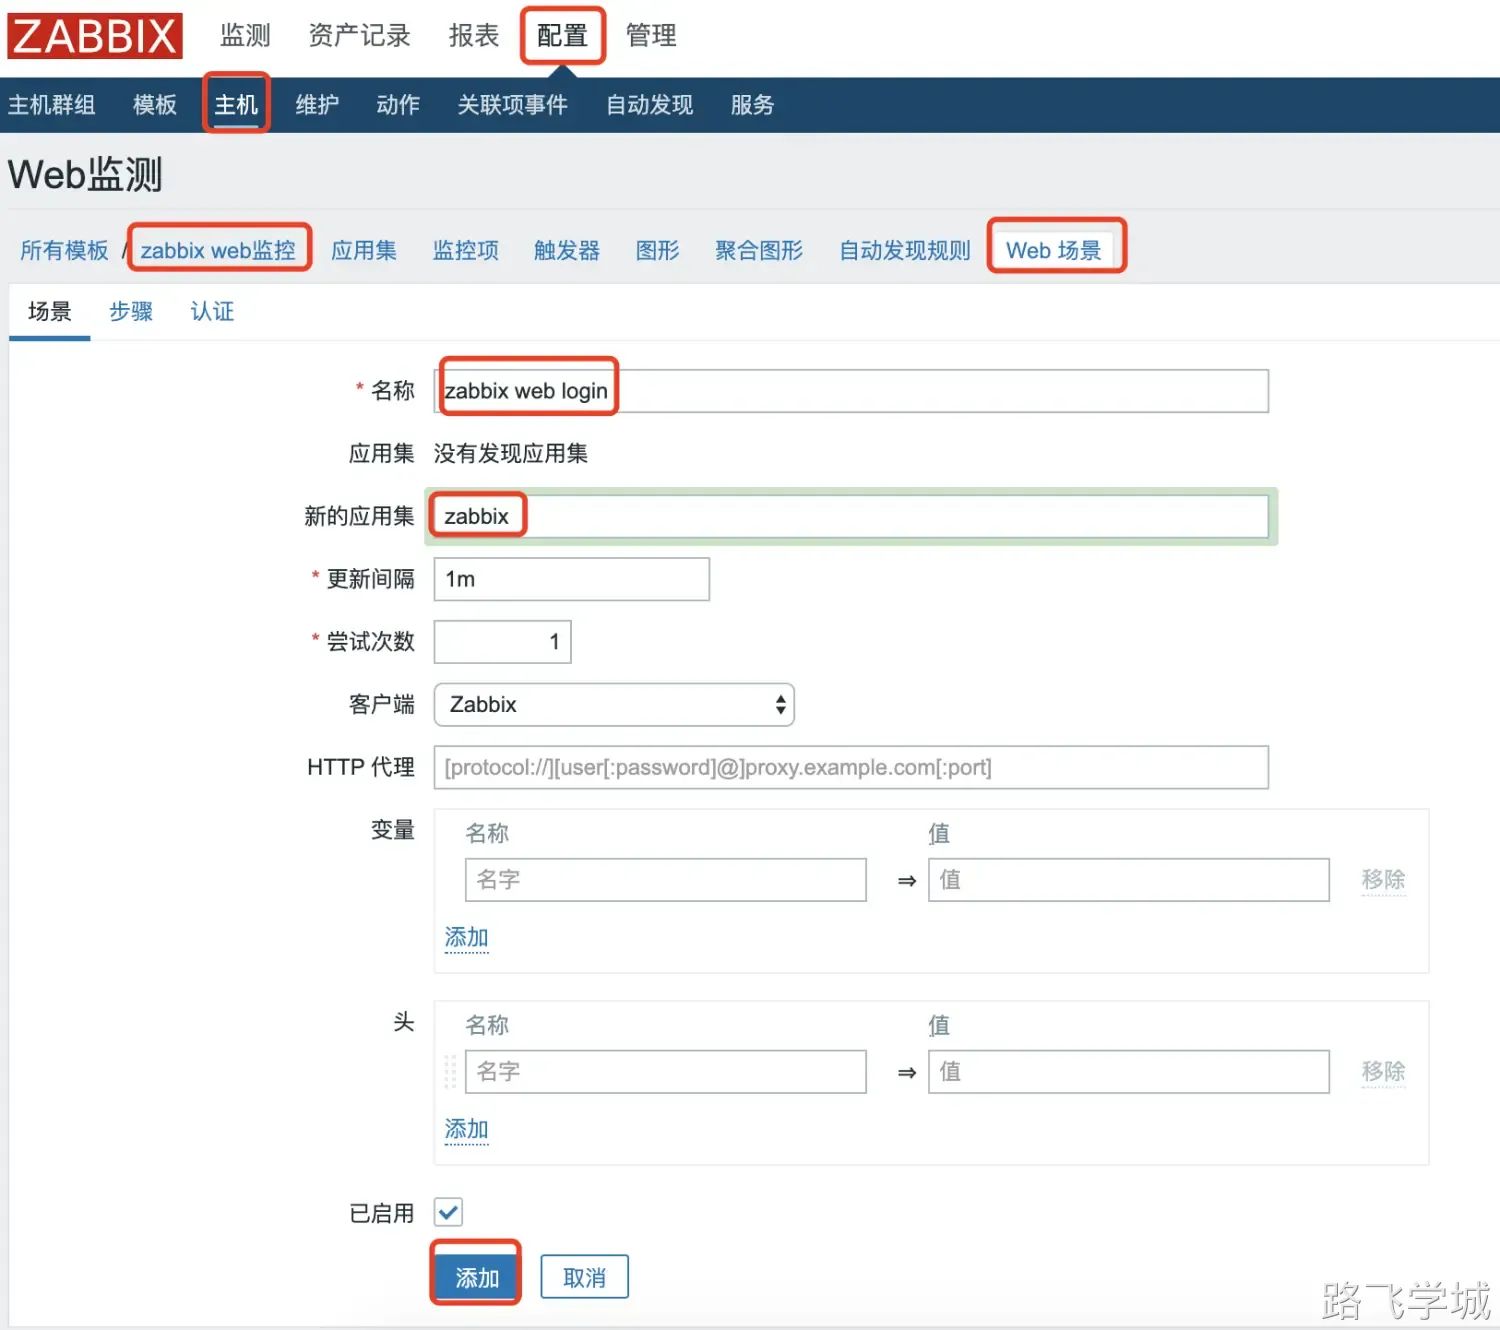 ZABBIX 监测 资产记录 报表 配置 管理
主机群组 模板 主机 维护 动作 关联项事件 自动发现 服务
Web监测
所有模板 / zabbix web监控 应用集 监控项 触发器 图形 聚合图形 自动发现规则 Web 场景
场景 步骤 认证
* 名称 zabbix web login
应用集 没有发现应用集
新的应用集 zabbix
* 更新间隔 1m
* 尝试次数 1
客户端 Zabbix
HTTP 代理 [protocol://][user[:password]@]proxy.example.com[:port]
变量 名称 值
名字 ⇒ 值 移除
添加
头 名称 值
名字 ⇒ 值 移除
添加
已启用
添加 取消
路飞学城